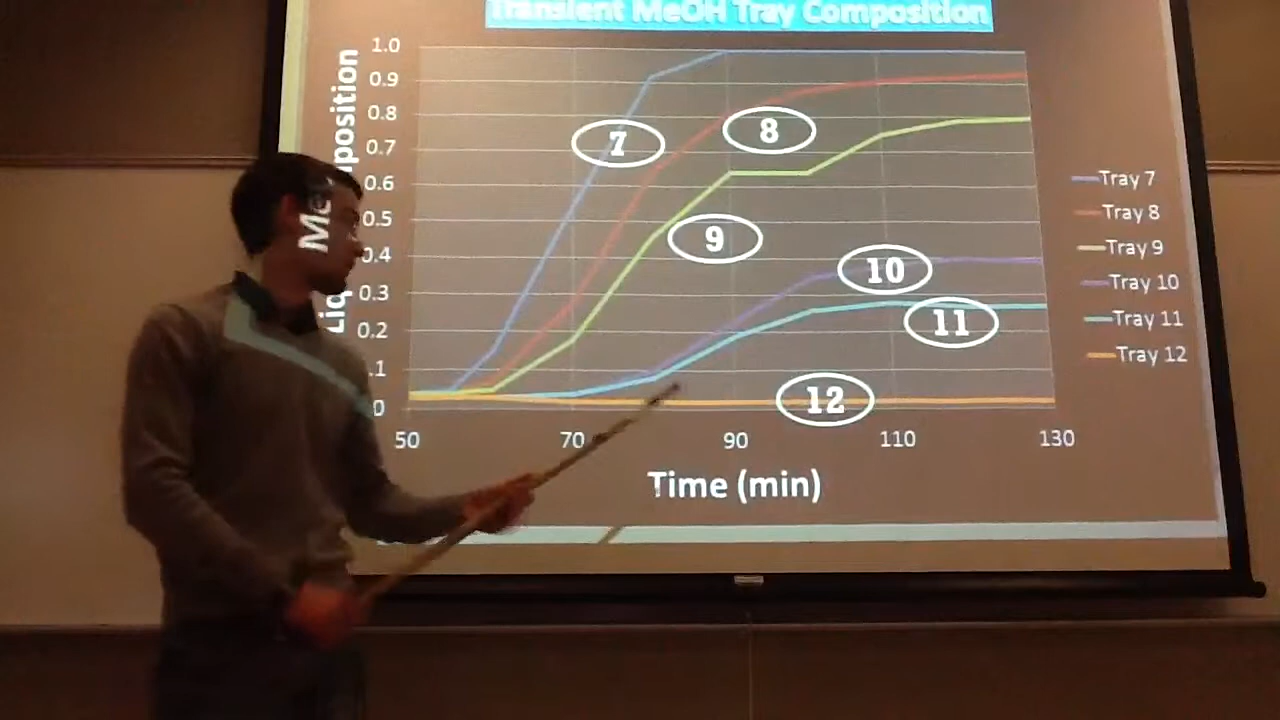 Transient MeOH Tray Composition
1.0
0.9
0.8
0.7
0.6
0.5
0.4
0.3
0.2
.1
0
50 70 90 110 130
Time (min)
7
8
9
10
11
12
Tray 7
Tray 8
Tray 9
Tray 10
Tray 11
Tray 12